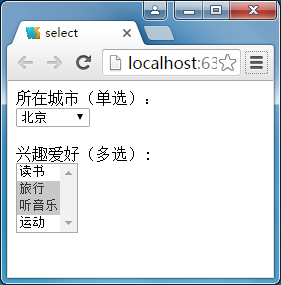 select
localhost:63
所在城市（单选）：
北京
兴趣爱好（多选）：
读书
旅行
听音乐
运动